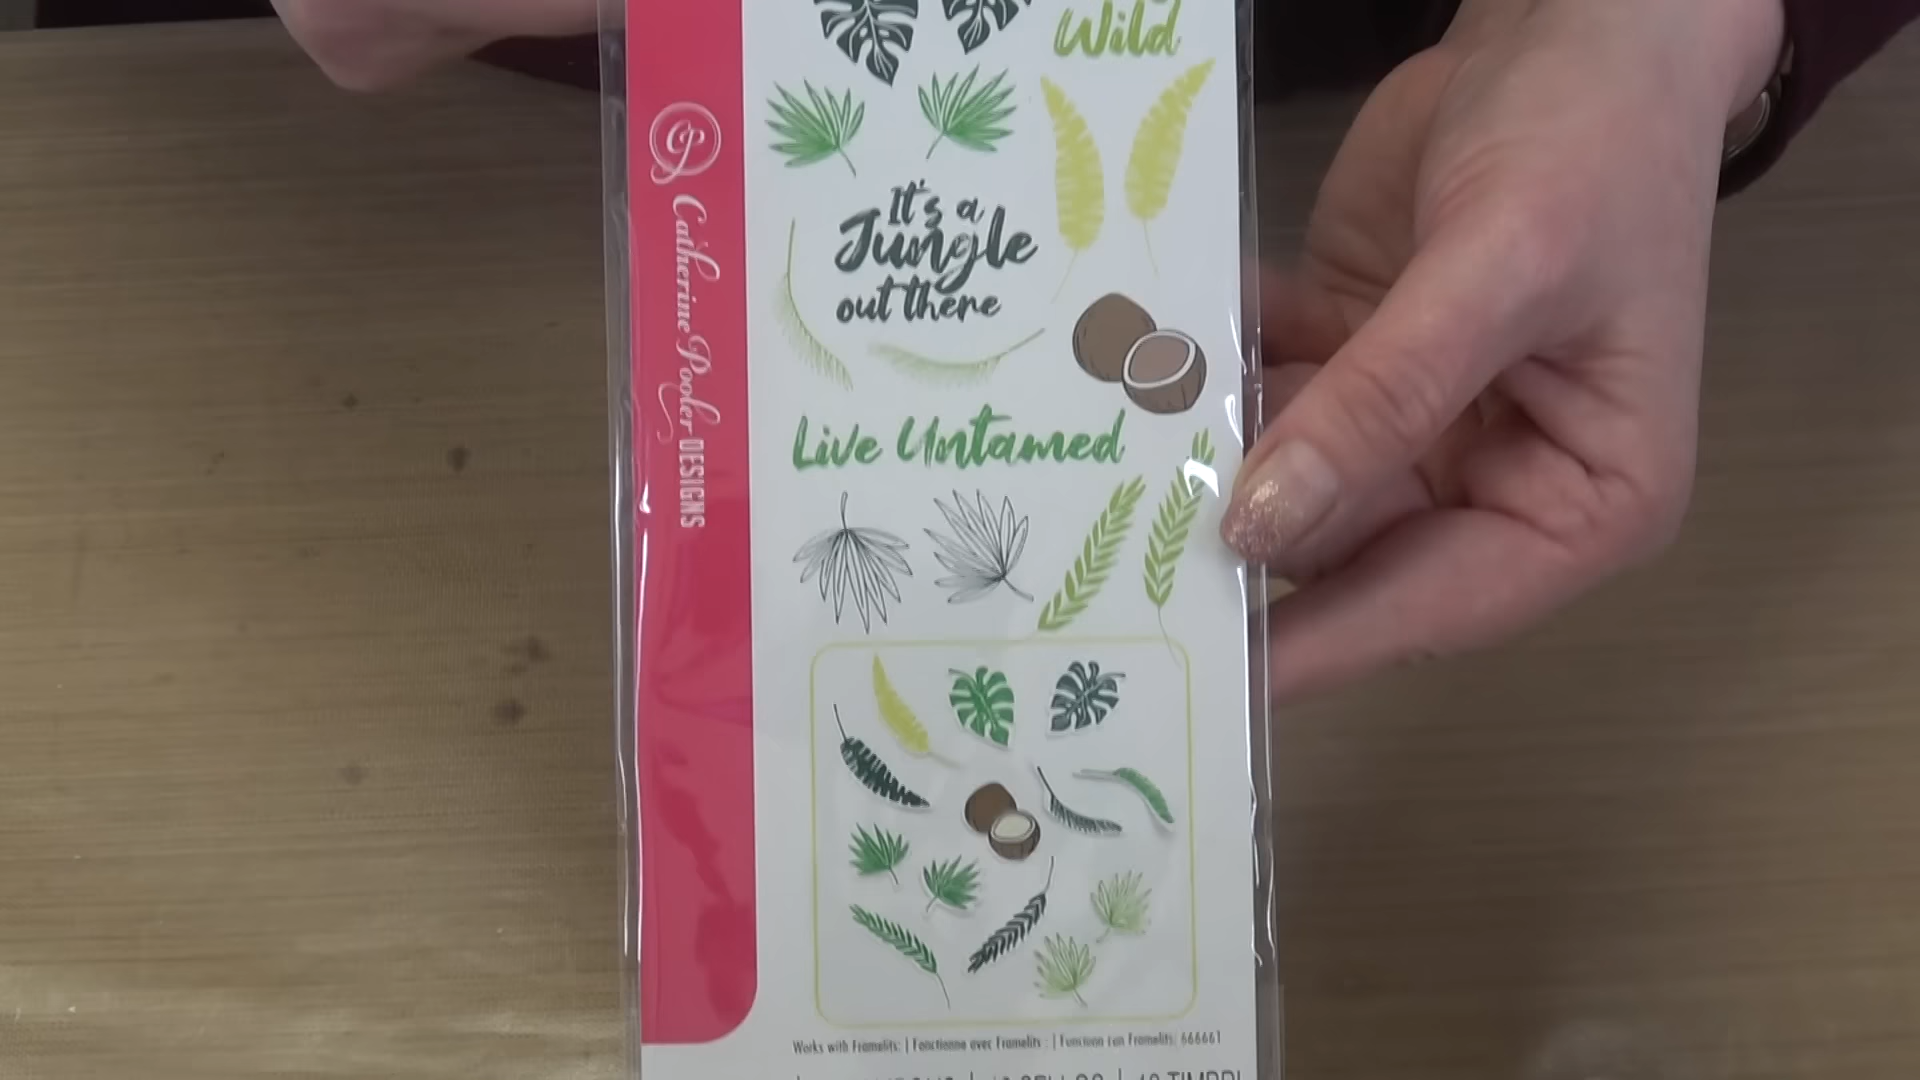 Wild
It's a
Jungle
out there
Catherine Pooler DESIGNS
Live Untamed
Works with Framelits: | Fonctionne avec Framelits : | Funciona con Framelits: 666661